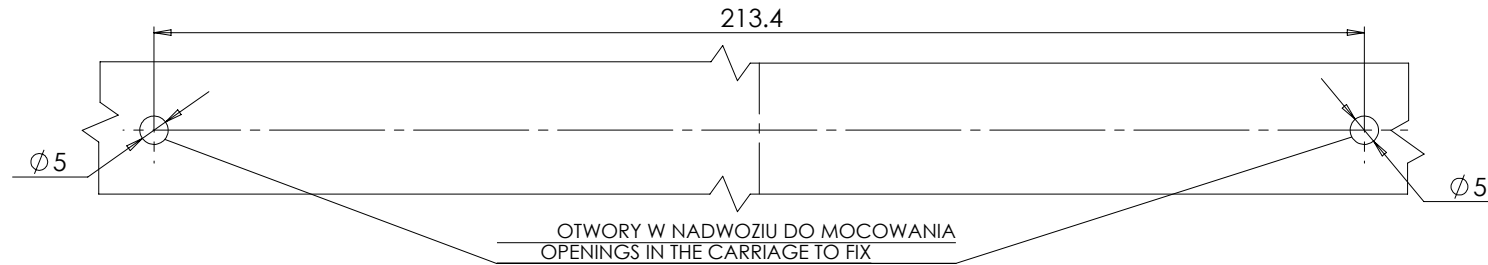 213.4
⌀5
⌀5
OTWORY W NADWOZIU DO MOCOWANIA
OPENINGS IN THE CARRIAGE TO FIX